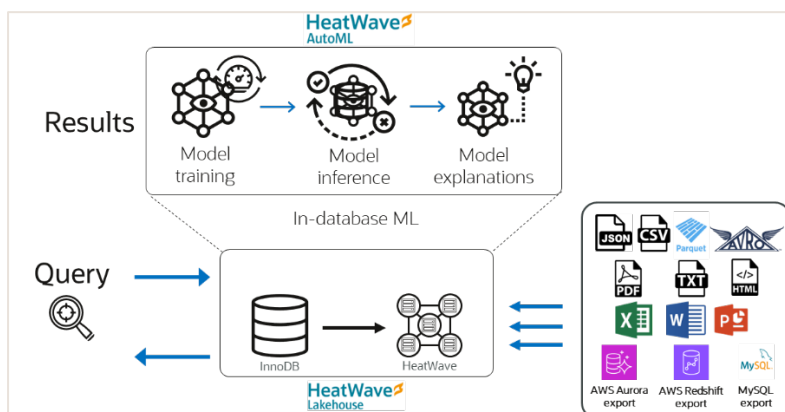 HeatWave
AutoML
Results
Model
training
Model
inference
Model
explanations
In-database ML
Query
InnoDB
HeatWave
HeatWave
Lakehouse
JSON
CSV
Parquet
AVRO
PDF
TXT
</>
HTML
X
W
P
AWS Aurora
export
AWS Redshift
export
MySQL
MySQL
export